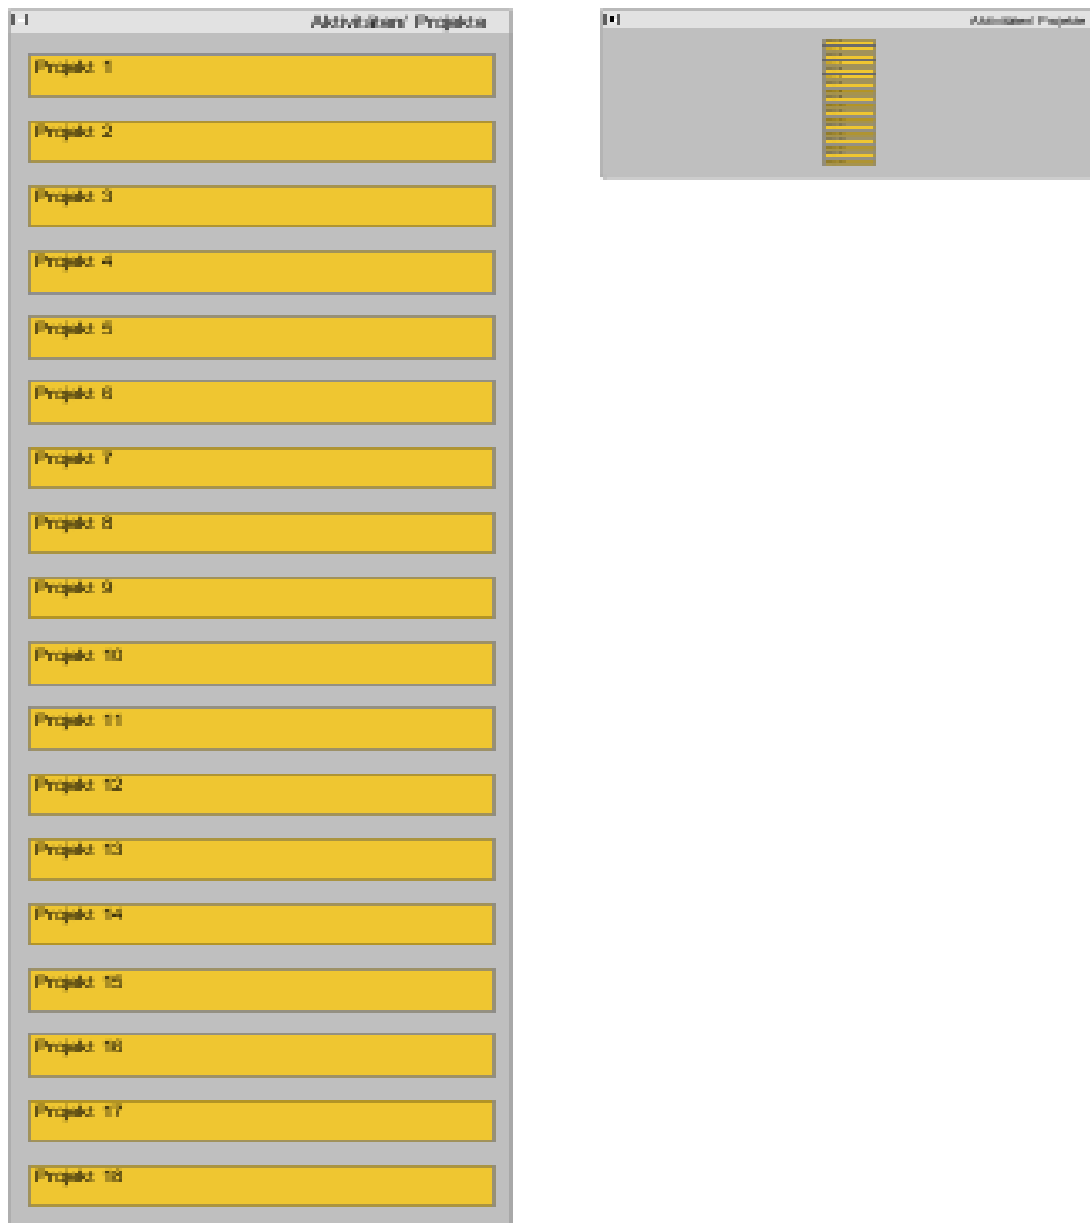 Aktivitäten/ Projekte
Projekt 1
Projekt 2
Projekt 3
Projekt 4
Projekt 5
Projekt 6
Projekt 7
Projekt 8
Projekt 9
Projekt 10
Projekt 11
Projekt 12
Projekt 13
Projekt 14
Projekt 15
Projekt 16
Projekt 17
Projekt 18
Aktivitäten/ Projekte